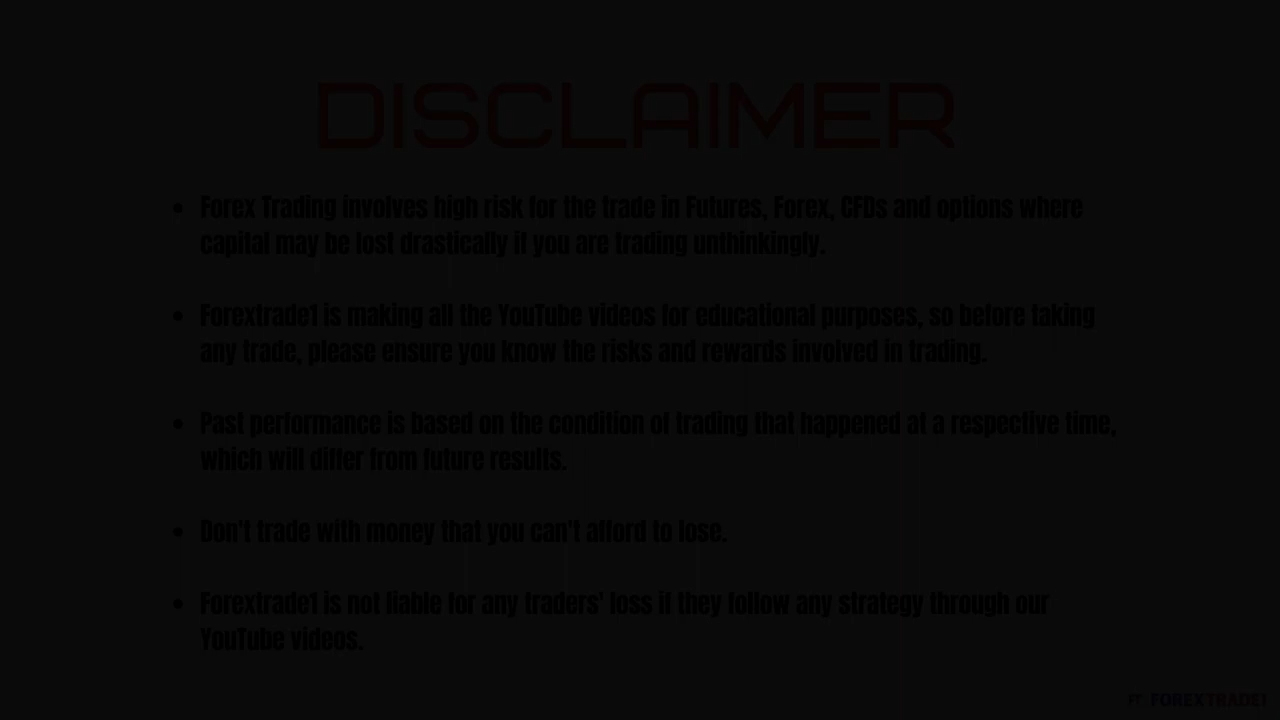 DISCLAIMER
• Forex Trading involves high risk for the trade in Futures, Forex, CFDs and options where
capital may be lost drastically if you are trading unthinkingly.
• Forextrade1 is making all the YouTube videos for educational purposes, so before taking
any trade, please ensure you know the risks and rewards involved in trading.
• Past performance is based on the condition of trading that happened at a respective time,
which will differ from future results.
• Don't trade with money that you can't afford to lose.
• Forextrade1 is not liable for any traders' loss if they follow any strategy through our
YouTube videos.
FOREXTRADE1